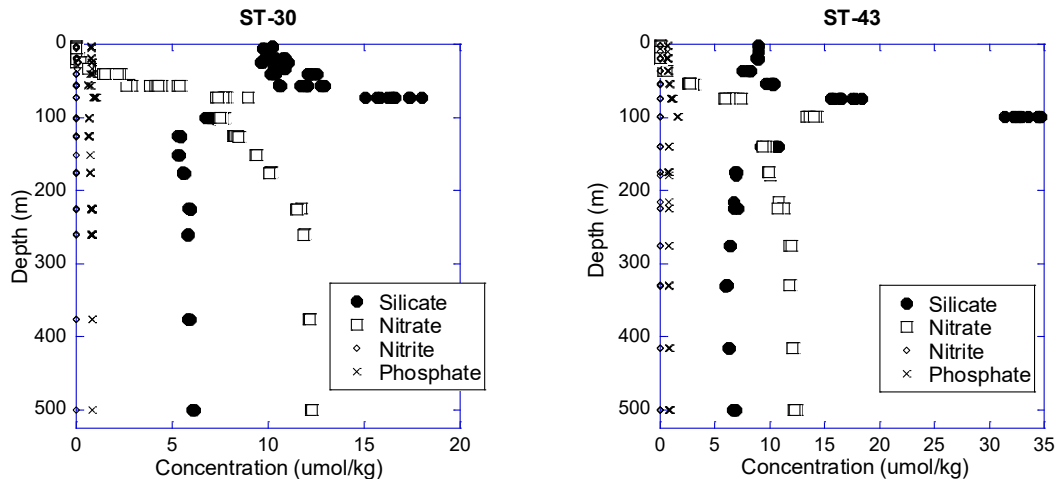 ST-30
0
100
200
300
400
500
Depth (m)
Silicate
Nitrate
Nitrite
Phosphate
0 5 10 15 20
Concentration (umol/kg)
ST-43
0
100
200
300
400
500
Depth (m)
Silicate
Nitrate
Nitrite
Phosphate
0 5 10 15 20 25 30 35
Concentration (umol/kg)